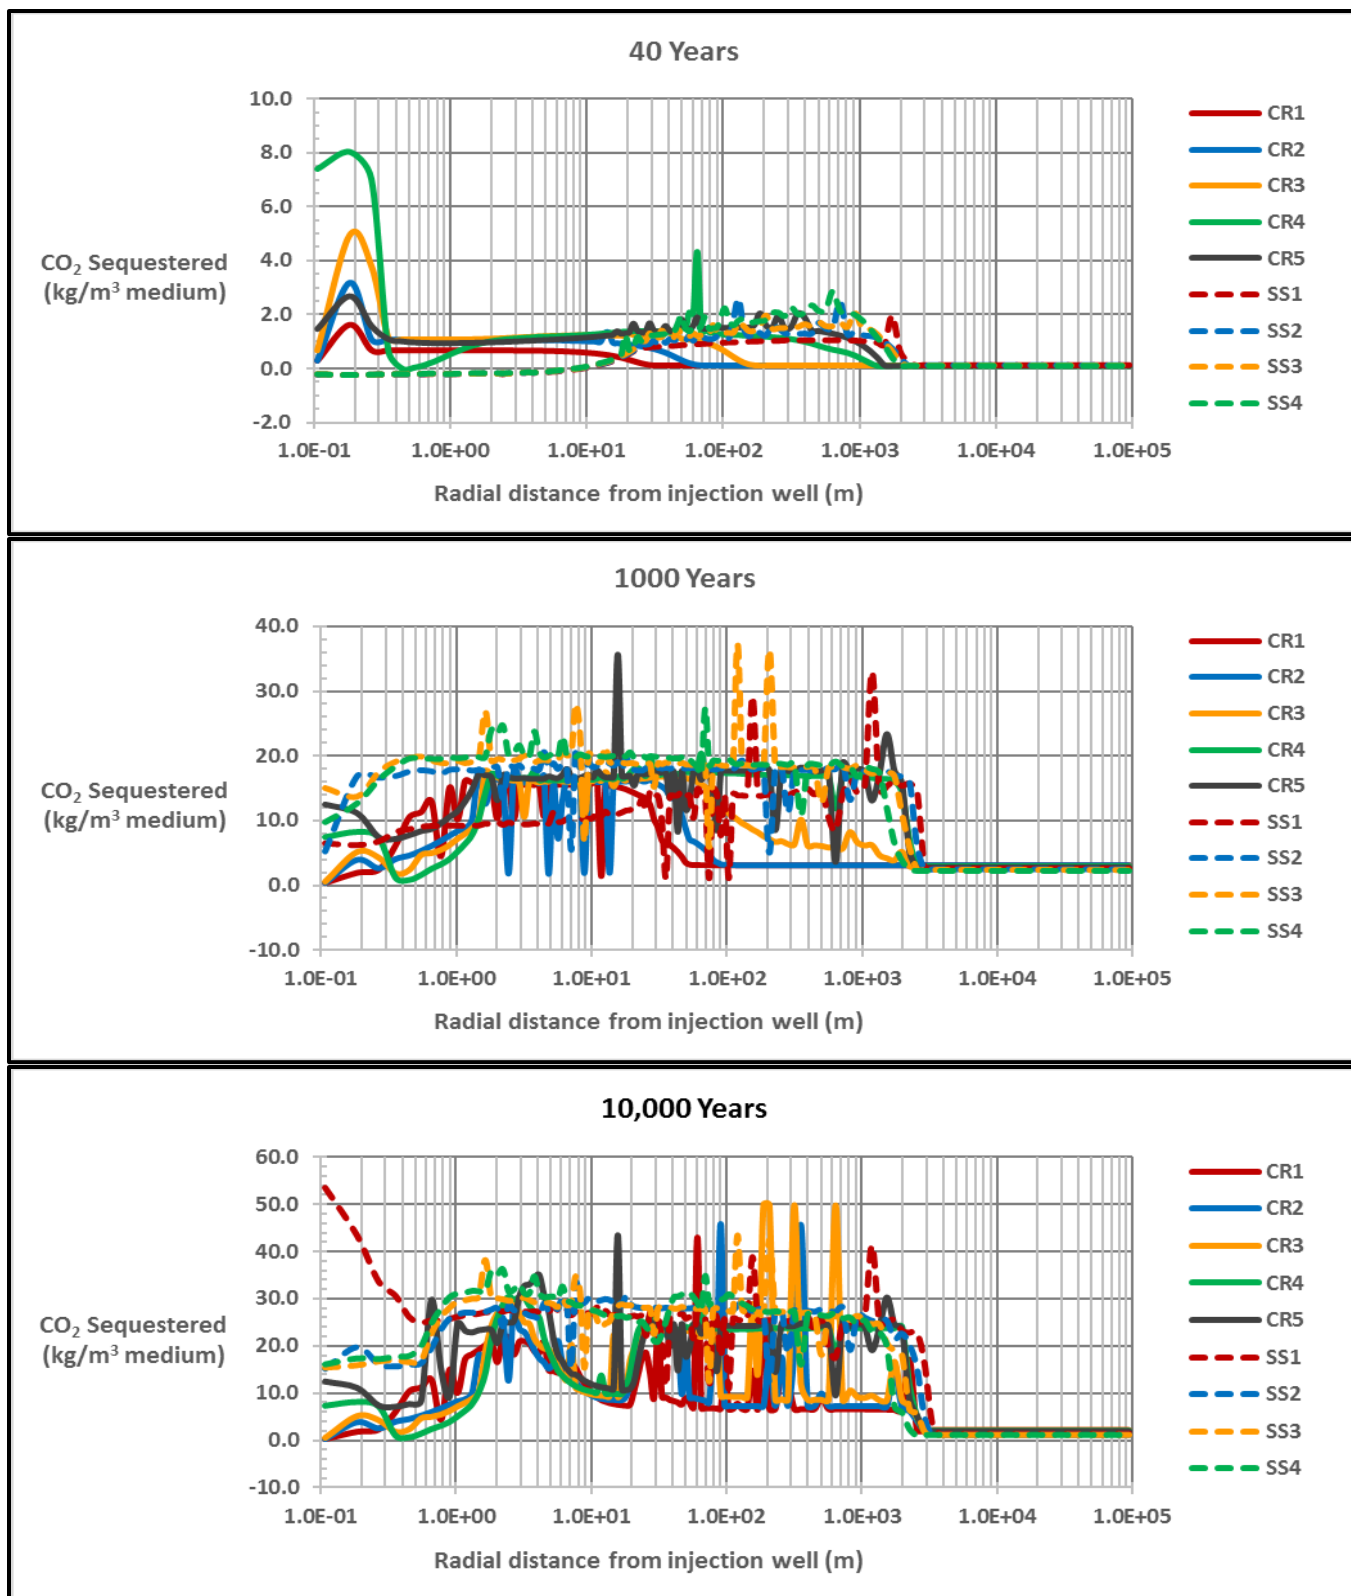 40 Years
10.0
8.0
6.0
4.0
2.0
0.0
-2.0
CO₂ Sequestered
(kg/m³ medium)
1.0E-01 1.0E+00 1.0E+01 1.0E+02 1.0E+03 1.0E+04 1.0E+05
Radial distance from injection well (m)
CR1
CR2
CR3
CR4
CR5
SS1
SS2
SS3
SS4
1000 Years
40.0
30.0
20.0
10.0
0.0
-10.0
CO₂ Sequestered
(kg/m³ medium)
1.0E-01 1.0E+00 1.0E+01 1.0E+02 1.0E+03 1.0E+04 1.0E+05
Radial distance from injection well (m)
CR1
CR2
CR3
CR4
CR5
SS1
SS2
SS3
SS4
10,000 Years
60.0
50.0
40.0
30.0
20.0
10.0
0.0
-10.0
CO₂ Sequestered
(kg/m³ medium)
1.0E-01 1.0E+00 1.0E+01 1.0E+02 1.0E+03 1.0E+04 1.0E+05
Radial distance from injection well (m)
CR1
CR2
CR3
CR4
CR5
SS1
SS2
SS3
SS4